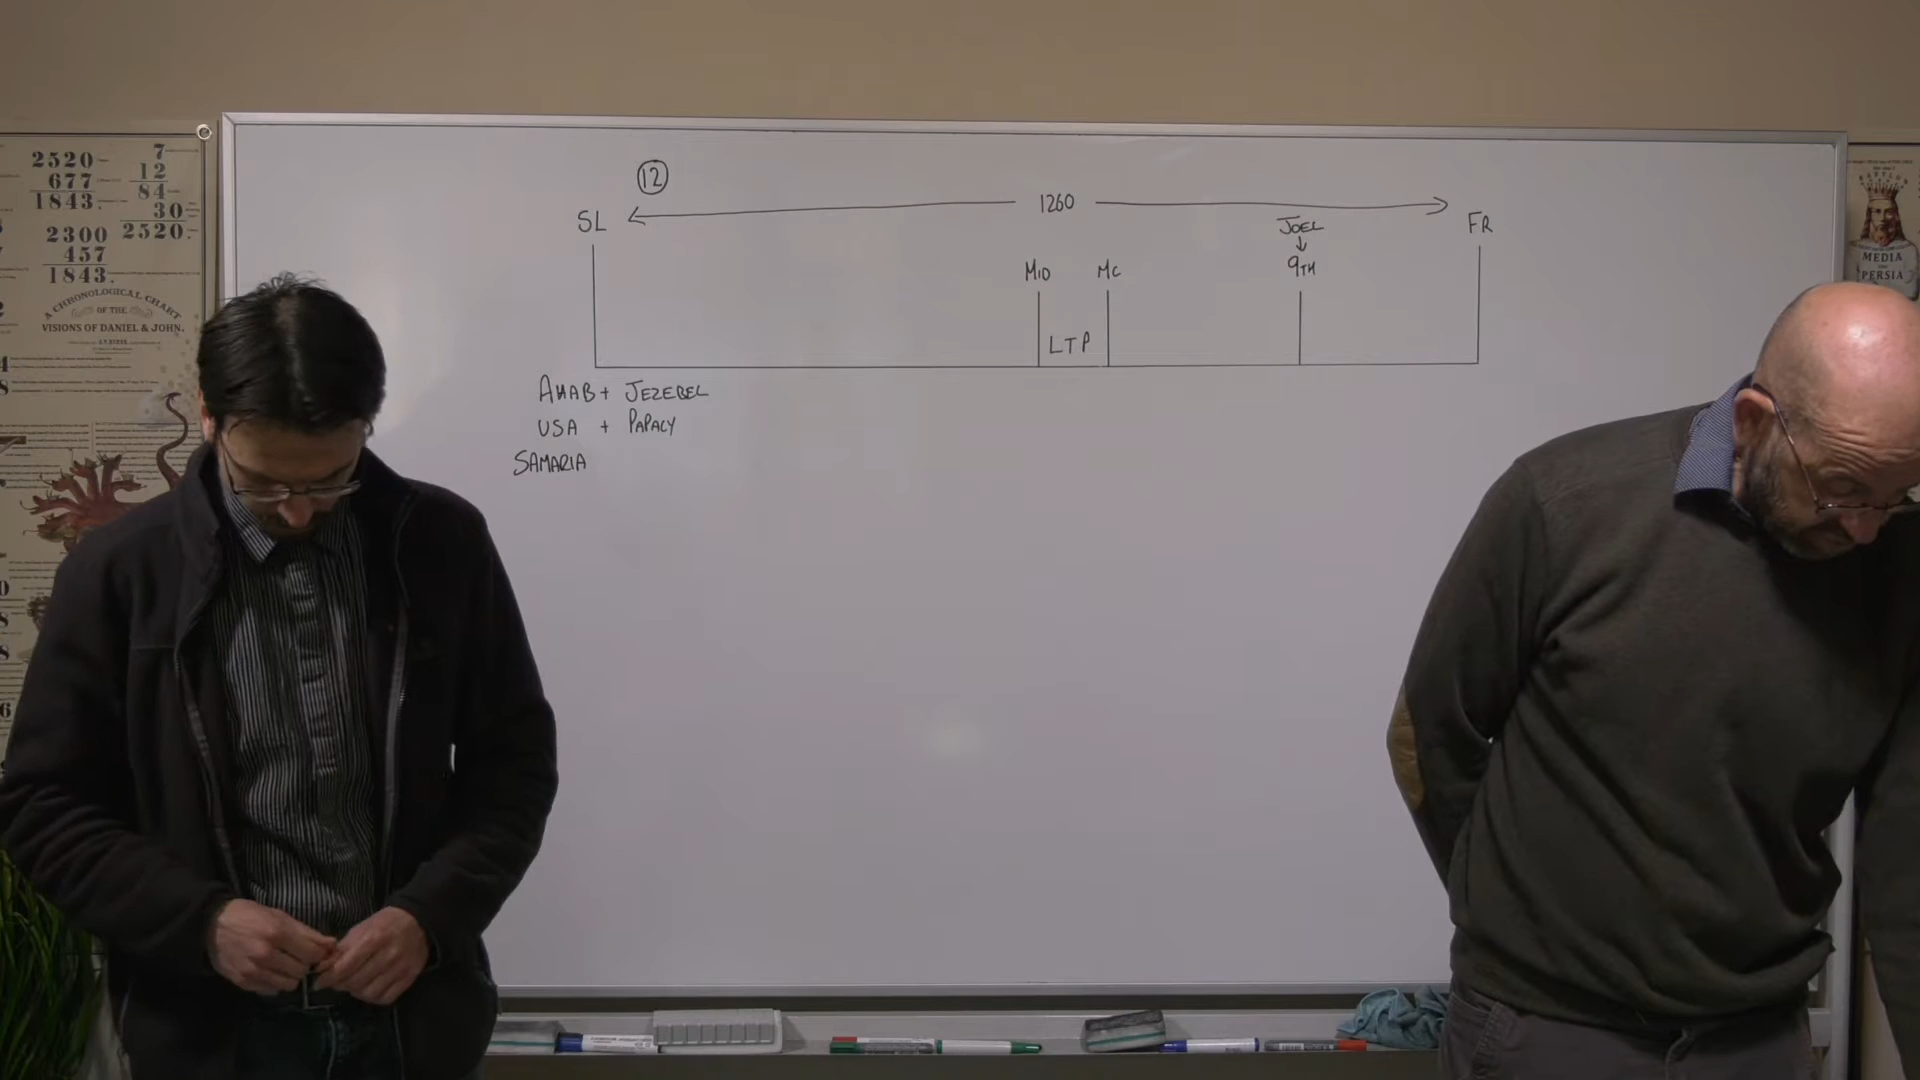 2520
677
1843.
7
12
84
30
2520.
2300
457
1843.
A CHRONOLOGICAL CHART
OF THE
VISIONS OF DANIEL & JOHN.
12
1260
SL
JOEL
FR
MID
MC
9TH
LTP
AHAB + JEZEBEL
USA + PAPACY
SAMARIA
BABYLON
MEDIA
PERSIA